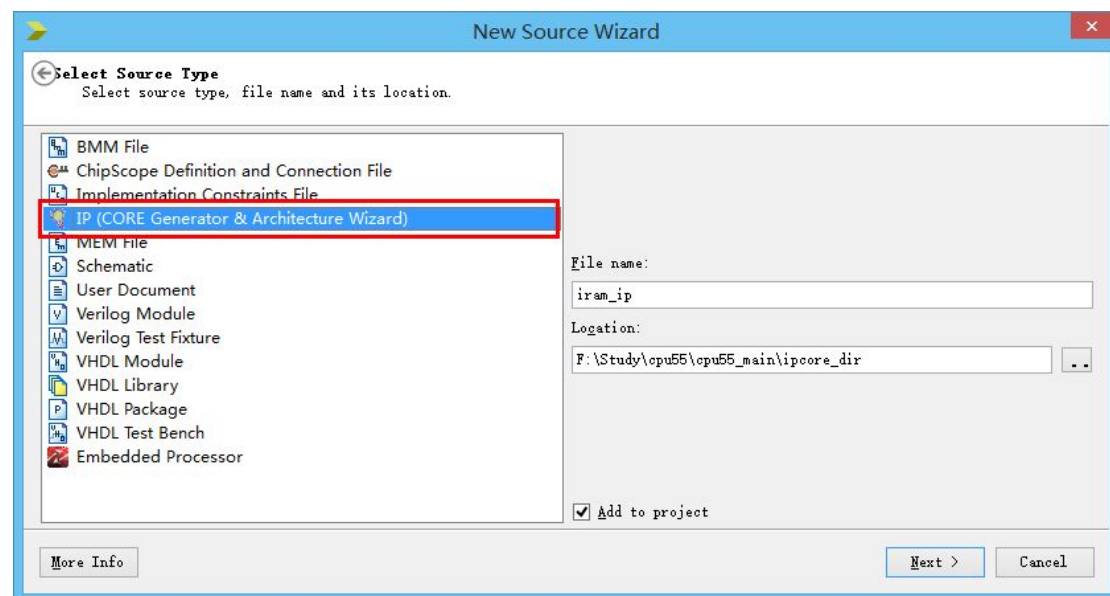 New Source Wizard
Select Source Type
Select source type, file name and its location.
BMM File
ChipScope Definition and Connection File
Implementation Constraints File
IP (CORE Generator & Architecture Wizard)
MEM File
Schematic
User Document
Verilog Module
Verilog Test Fixture
VHDL Module
VHDL Library
VHDL Package
VHDL Test Bench
Embedded Processor
File name:
iram_ip
Location:
F:\Study\cpu55\cpu55_main\ipcore_dir
..
Add to project
More Info
Next >
Cancel